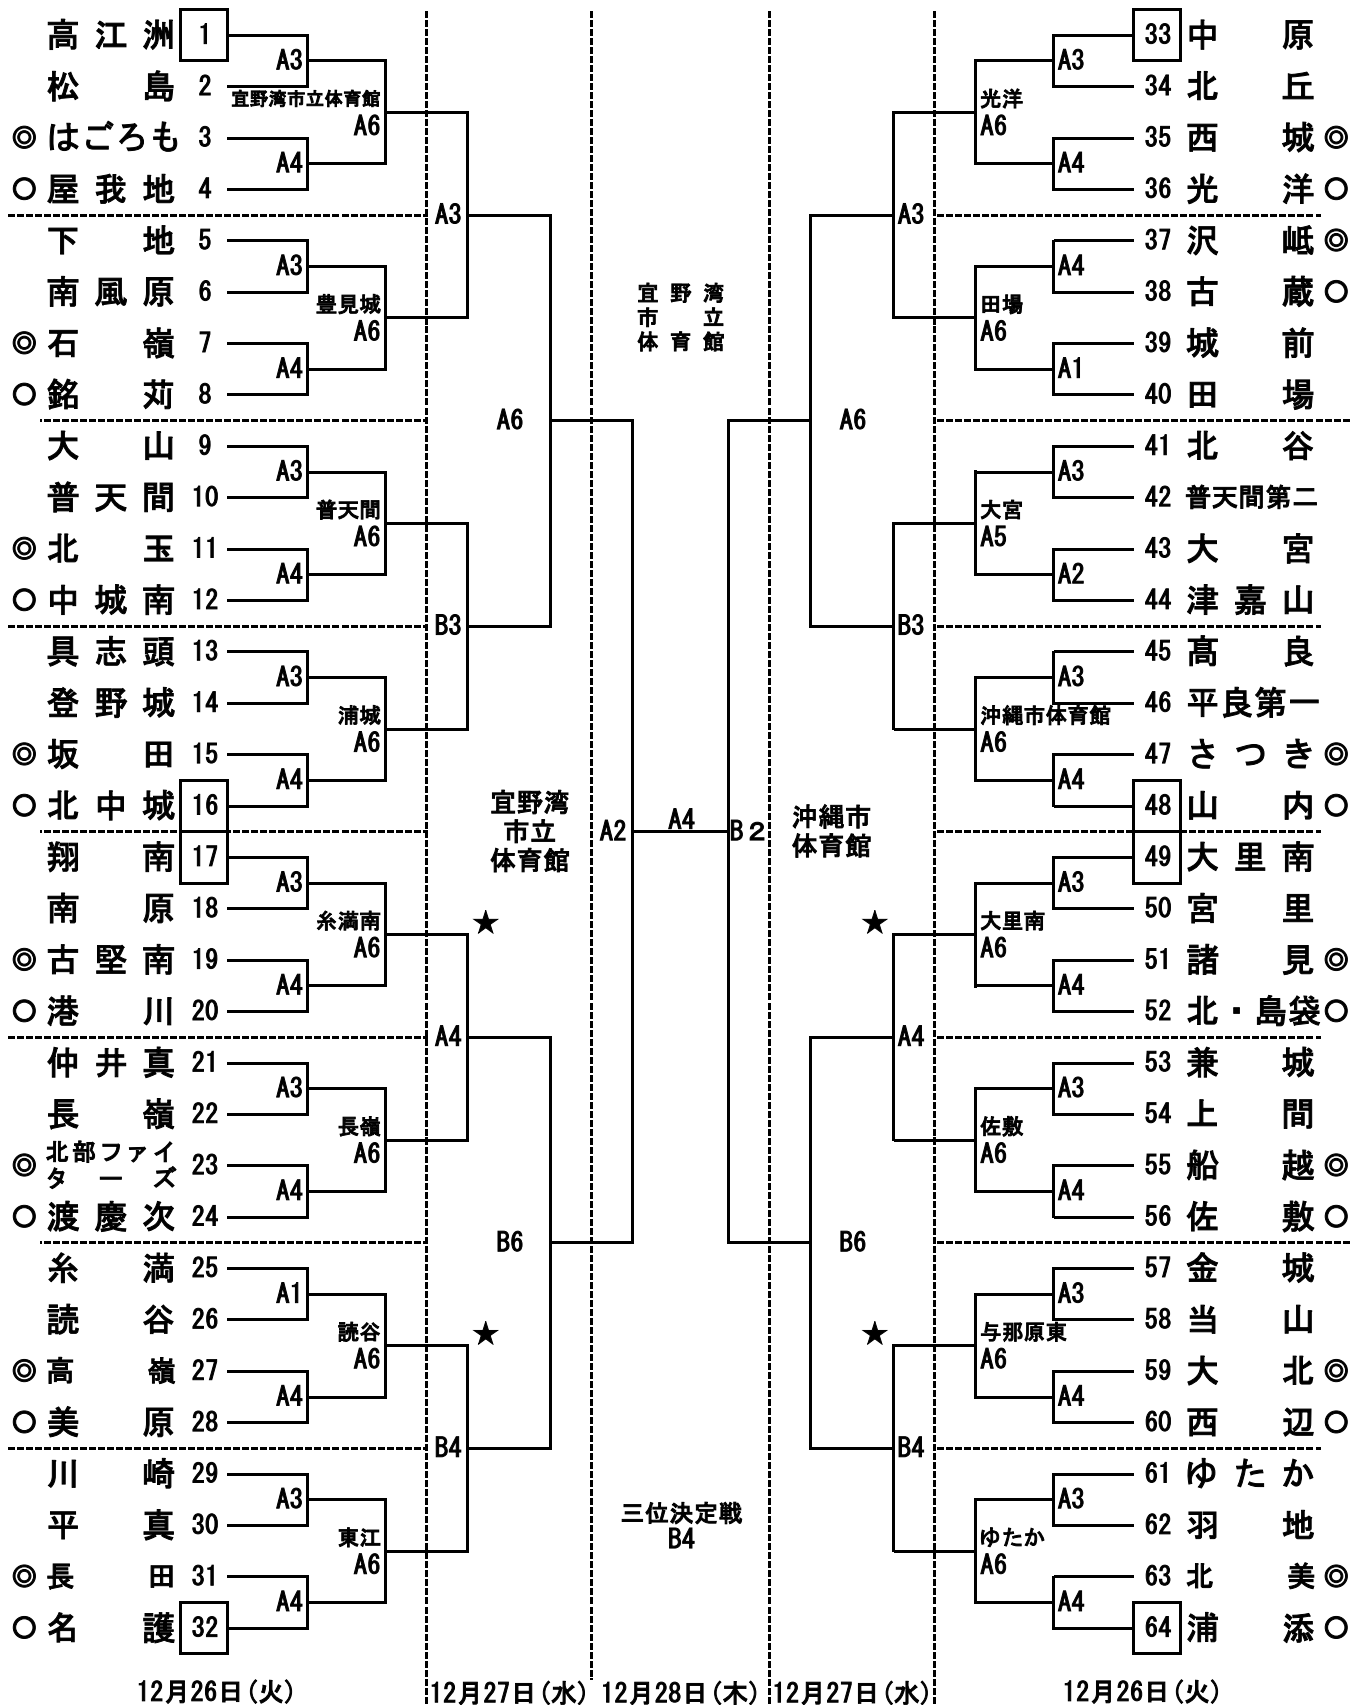 高江洲 1
松島 2
◎ はごろも 3
○ 屋我地 4
A3
A4
宜野湾市立体育館
A6
下地 5
南風原 6
◎ 石嶺 7
○ 銘苅 8
A3
A4
豊見城
A6
A3
大山 9
普天間 10
◎ 北玉 11
○ 中城南 12
A3
A4
普天間
A6
具志頭 13
登野城 14
◎ 坂田 15
○ 北中城 16
A3
A4
浦城
A6
B3
A6
翔南 17
南原 18
◎ 古堅南 19
○ 港川 20
A3
A4
糸満南
A6
仲井真 21
長嶺 22
◎ 北部ファイ
ターズ 23
○ 渡慶次 24
A3
A4
長嶺
A6
★
A4
糸満 25
読谷 26
◎ 高嶺 27
○ 美原 28
A1
A4
読谷
A6
川崎 29
平真 30
◎ 長田 31
○ 名護 32
A3
A4
東江
A6
★
B4
B6
宜野湾
市立
体育館
A2
宜野湾
市立
体育館
A4
三位決定戦
B4
B2
沖縄市
体育館
33 中原
34 北丘
35 西城 ◎
36 光洋 ○
A3
A4
光洋
A6
37 沢岻 ◎
38 古蔵 ○
39 城前
40 田場
A4
A1
田場
A6
A3
41 北谷
42 普天間第二
43 大宮
44 津嘉山
A3
A2
大宮
A5
45 髙良
46 平良第一
47 さつき ◎
48 山内 ○
A3
A4
沖縄市体育館
A6
B3
A6
49 大里南
50 宮里
51 諸見 ◎
52 北・島袋 ○
A3
A4
大里南
A6
53 兼城
54 上間
55 船越 ◎
56 佐敷 ○
A3
A4
佐敷
A6
★
A4
57 金城
58 当山
59 大北 ◎
60 西辺 ○
A3
A4
与那原東
A6
61 ゆたか
62 羽地
63 北美 ◎
64 浦添 ○
A3
A4
ゆたか
A6
★
B4
B6
12月26日(火)
12月27日(水)
12月28日(木)
12月27日(水)
12月26日(火)